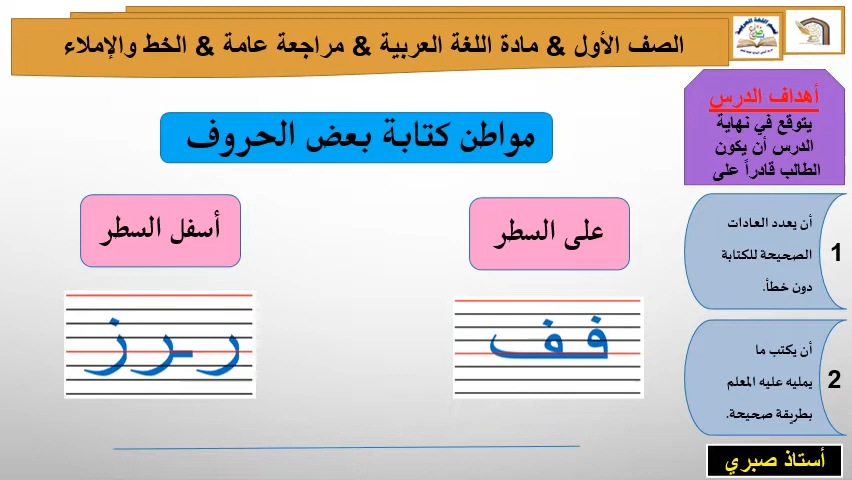 الصف الأول & مادة اللغة العربية & مراجعة عامة & الخط والإملاء
أهداف الدرس
يتوقع في نهاية
الدرس أن يكون
الطالب قادراً على
مواطن كتابة بعض الحروف
على السطر
أسفل السطر
ف ف
ر ـر ز
1
أن يعدد العادات
الصحيحة للكتابة
دون خطأ.
2
أن يكتب ما
يمليه عليه المعلم
بطريقة صحيحة.
أستاذ صبري